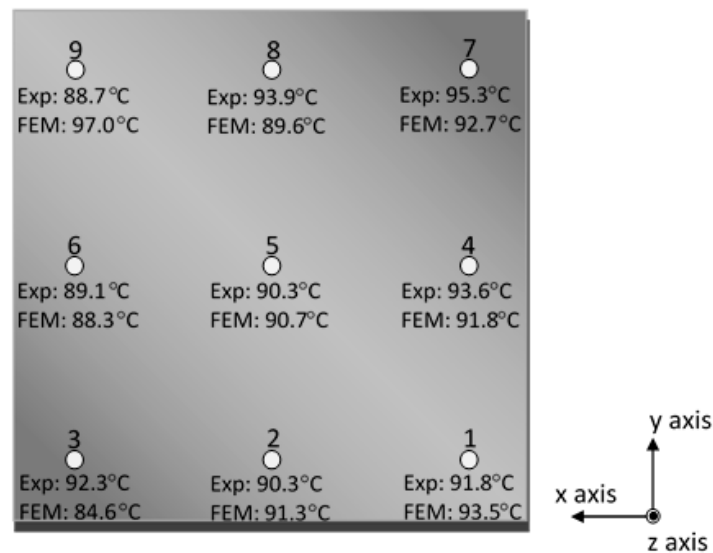 9 8 7
Exp: 88.7°C Exp: 93.9°C Exp: 95.3°C
FEM: 97.0°C FEM: 89.6°C FEM: 92.7°C
6 5 4
Exp: 89.1°C Exp: 90.3°C Exp: 93.6°C
FEM: 88.3°C FEM: 90.7°C FEM: 91.8°C
3 2 1
Exp: 92.3°C Exp: 90.3°C Exp: 91.8°C
FEM: 84.6°C FEM: 91.3°C FEM: 93.5°C
y axis
x axis
z axis